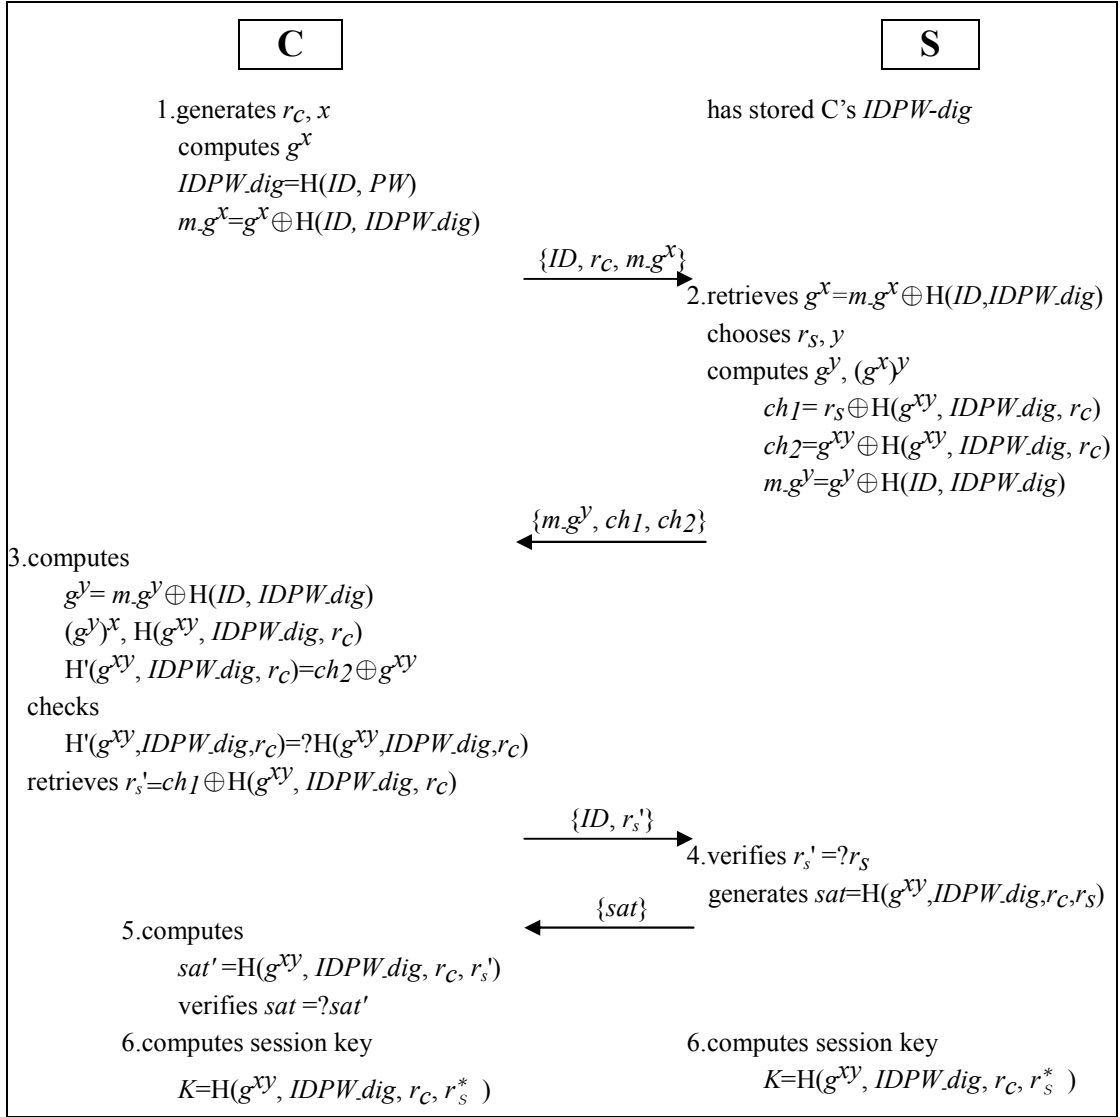 C S
1.generates r_C, x has stored C's IDPW-dig
computes g^x
IDPW_dig=H(ID, PW)
m_g^x=g^x⊕H(ID, IDPW_dig)
{ID, r_C, m_g^x}
2.retrieves g^x=m_g^x⊕H(ID,IDPW_dig)
chooses r_S, y
computes g^y, (g^x)^y
ch1= r_S⊕H(g^xy, IDPW_dig, r_C)
ch2=g^xy⊕H(g^xy, IDPW_dig, r_C)
m_g^y=g^y⊕H(ID, IDPW_dig)
{m_g^y, ch1, ch2}
3.computes
g^y= m_g^y⊕H(ID, IDPW_dig)
(g^y)^x, H(g^xy, IDPW_dig, r_C)
H'(g^xy, IDPW_dig, r_C)=ch2⊕g^xy
checks
H'(g^xy,IDPW_dig,r_C)=?H(g^xy,IDPW_dig,r_C)
retrieves r_s'=ch1⊕H(g^xy, IDPW_dig, r_C)
{ID, r_s'}
4.verifies r_s' =?r_S
generates sat=H(g^xy,IDPW_dig,r_C,r_S)
{sat}
5.computes
sat' =H(g^xy, IDPW_dig, r_C, r_s')
verifies sat =?sat'
6.computes session key 6.computes session key
K=H(g^xy, IDPW_dig, r_C, r_S^* ) K=H(g^xy, IDPW_dig, r_C, r_S^* )